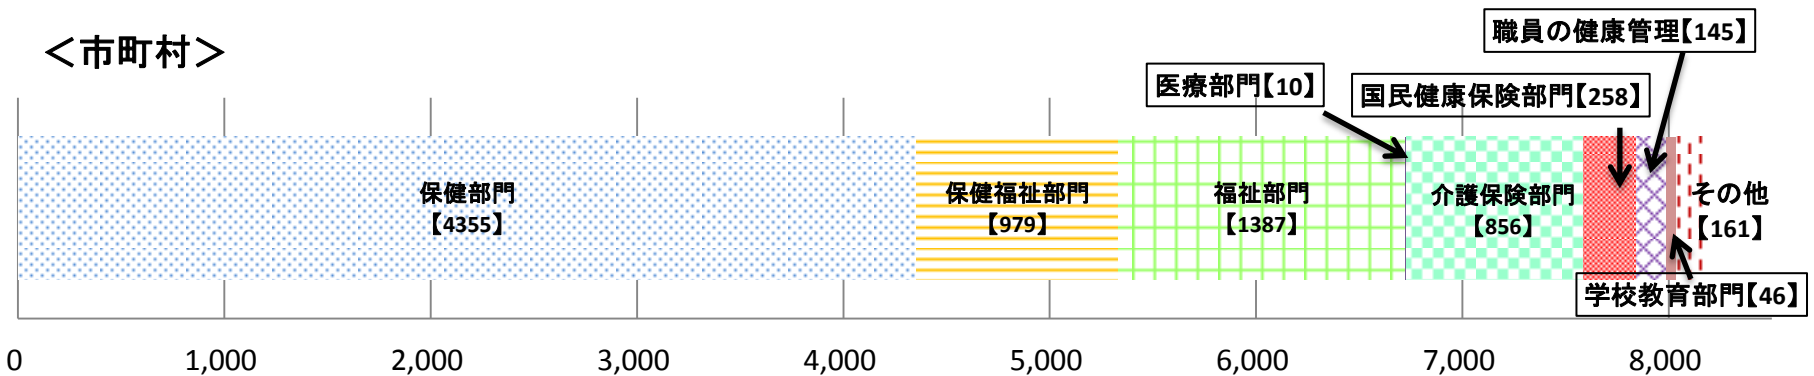 ＜市町村＞
職員の健康管理【145】
医療部門【10】
国民健康保険部門【258】
保健部門
【4355】
保健福祉部門
【979】
福祉部門
【1387】
介護保険部門
【856】
その他
【161】
学校教育部門【46】
0 1,000 2,000 3,000 4,000 5,000 6,000 7,000 8,000